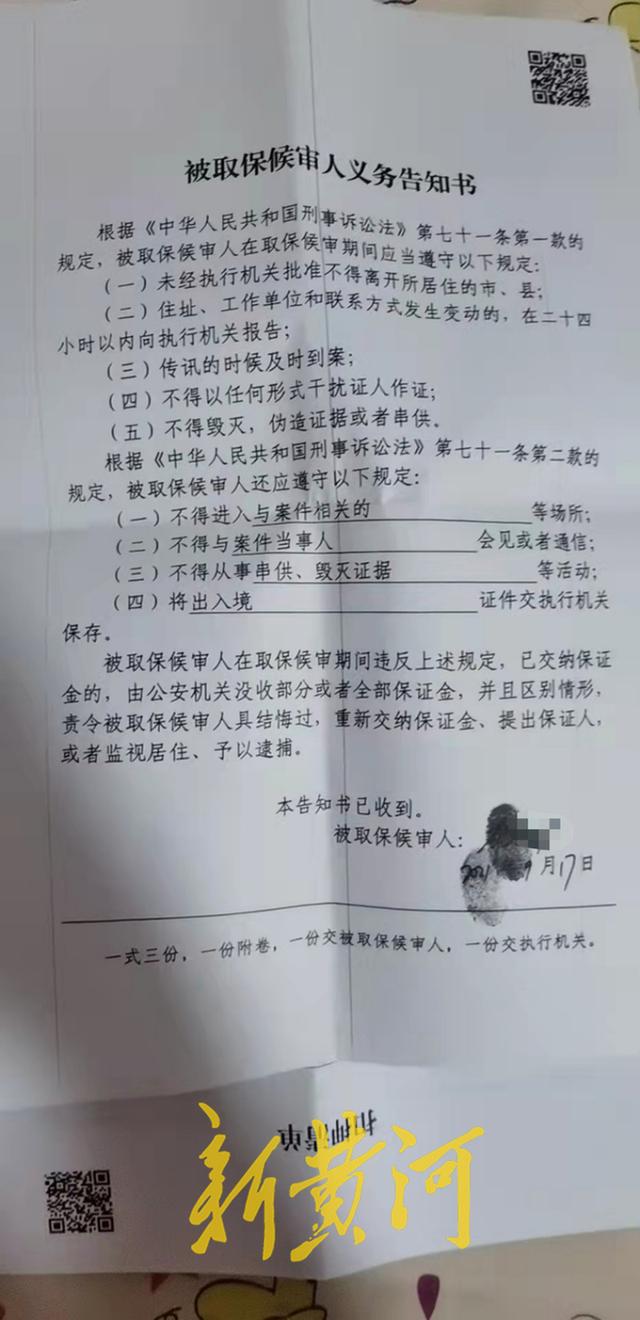 被取保候审人义务告知书
根据《中华人民共和国刑事诉讼法》第七十一条第一款的
规定，被取保候审人在取保候审期间应当遵守以下规定：
（一）未经执行机关批准不得离开所居住的市、县；
（二）住址、工作单位和联系方式发生变动的，在二十四
小时以内向执行机关报告；
（三）传讯的时候及时到案；
（四）不得以任何形式干扰证人作证；
（五）不得毁灭，伪造证据或者串供。
根据《中华人民共和国刑事诉讼法》第七十一条第二款的
规定，被取保候审人还应遵守以下规定：
（一）不得进入与案件相关的等场所；
（二）不得与案件当事人会见或者通信；
（三）不得从事串供、毁灭证据等活动；
（四）将出入境证件交执行机关
保存。
被取保候审人在取保候审期间违反上述规定，已交纳保证
金的，由公安机关没收部分或者全部保证金，并且区别情形，
责令被取保候审人具结悔过，重新交纳保证金、提出保证人，
或者监视居住、予以逮捕。
本告知书已收到。
被取保候审人：
月17日
一式三份，一份附卷，一份交被取保候审人，一份交执行机关。
扣押清单
新黄河